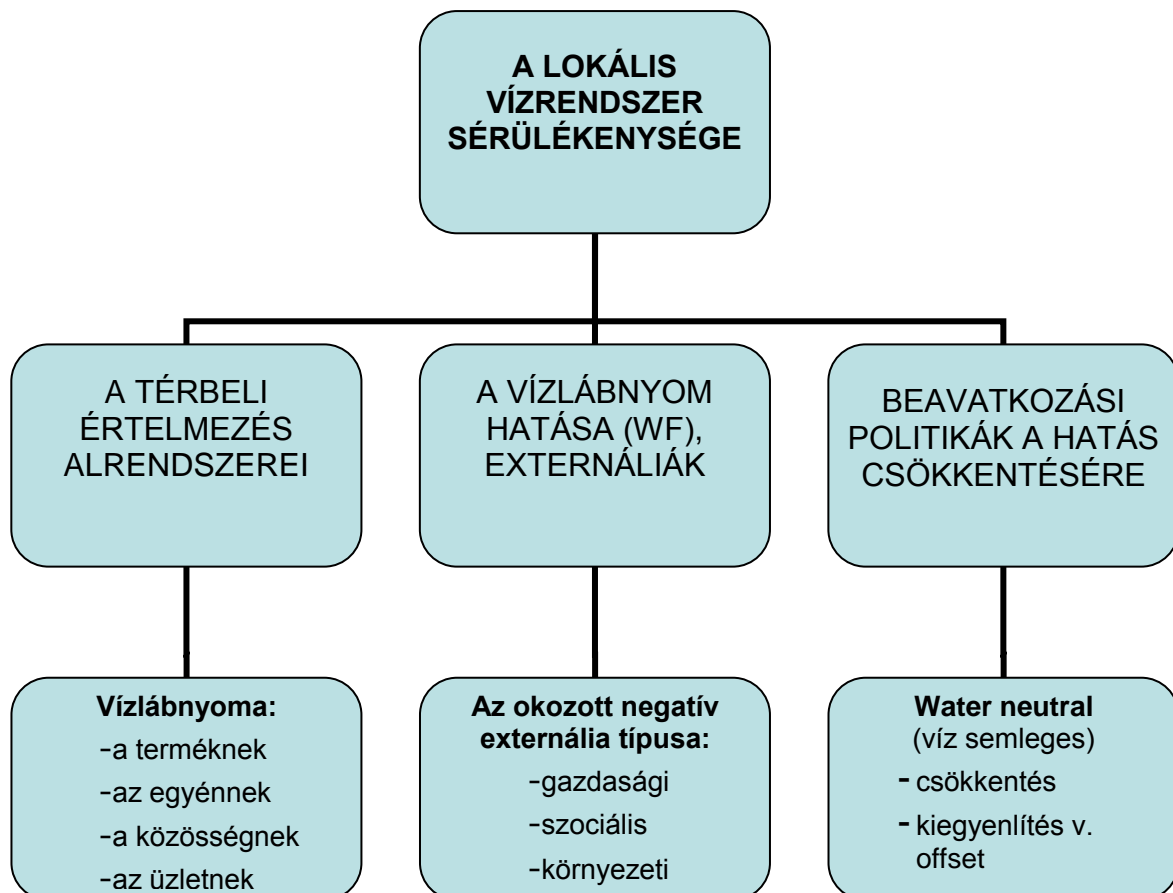 A LOKÁLIS
VÍZRENDSZER
SÉRÜLÉKENYSÉGE
A TÉRBELI
ÉRTELMEZÉS
ALRENDSZEREI
A VÍZLÁBNYOM
HATÁSA (WF),
EXTERNÁLIÁK
BEAVATKOZÁSI
POLITIKÁK A HATÁS
CSÖKKENTÉSÉRE
Vízlábnyoma:
-a terméknek
-az egyénnek
-a közösségnek
-az üzletnek
Az okozott negatív
externália típusa:
-gazdasági
-szociális
-környezeti
Water neutral
(víz semleges)
- csökkentés
- kiegyenlítés v.
offset